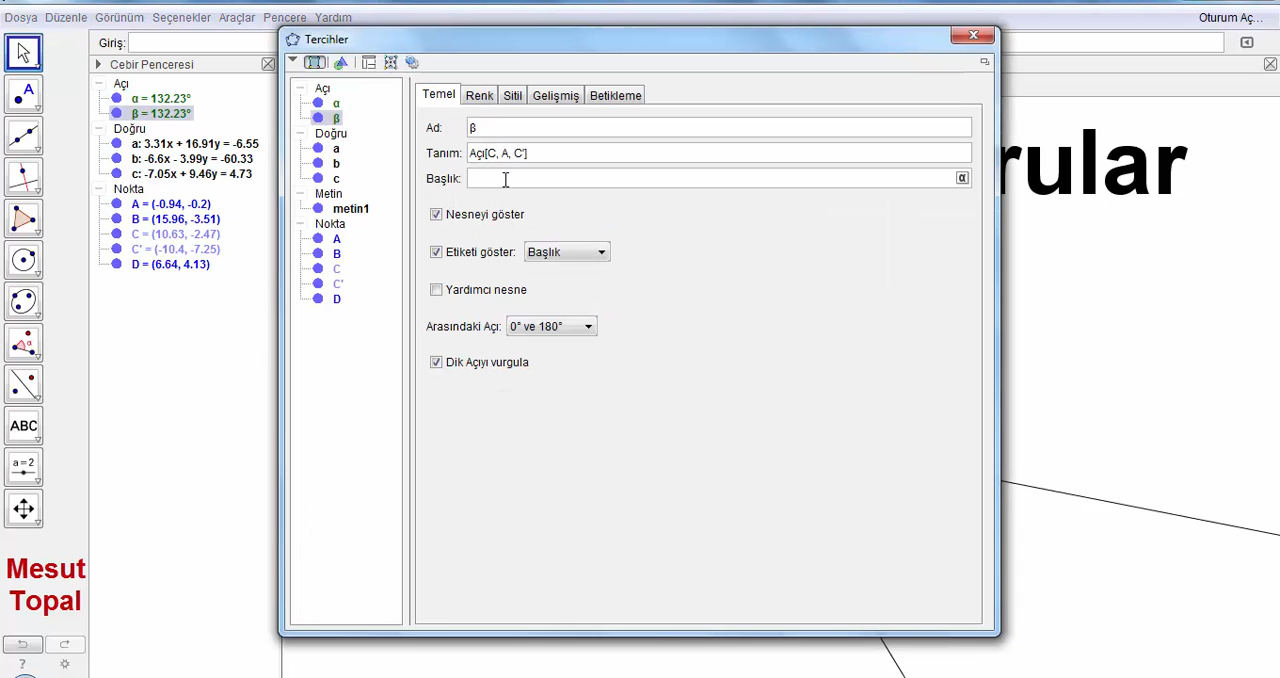 Dosya Düzenle Görünüm Seçenekler Araçlar Pencere Yardım Oturum Aç...
Giriş:
Cebir Penceresi
Açı
α = 132.23°
β = 132.23°
Doğru
a: 3.31x + 16.91y = -6.55
b: -6.6x - 3.99y = -60.33
c: -7.05x + 9.46y = 4.73
Nokta
A = (-0.94, -0.2)
B = (15.96, -3.51)
C = (10.63, -2.47)
C' = (-10.4, -7.25)
D = (6.64, 4.13)
ABC
a=2
Mesut
Topal
?
Tercihler
Açı
α
β
Doğru
a
b
c
Metin
metin1
Nokta
A
B
C
C'
D
Temel Renk Sitil Gelişmiş Betikleme
Ad: β
Tanım: Açı[C, A, C']
Başlık: α
Nesneyi göster
Etiketi göster: Başlık
Yardımcı nesne
Arasındaki Açı: 0° ve 180°
Dik Açıyı vurgula
rular